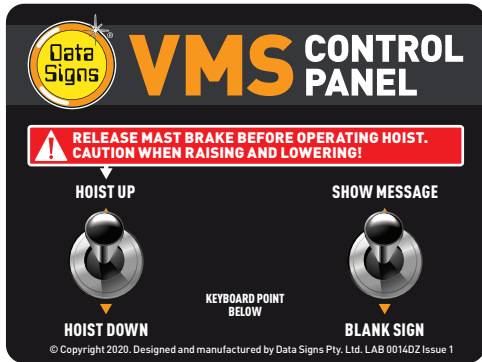 Data
Signs
®
VMS CONTROL
PANEL
RELEASE MAST BRAKE BEFORE OPERATING HOIST.
CAUTION WHEN RAISING AND LOWERING!
HOIST UP
SHOW MESSAGE
KEYBOARD POINT
BELOW
HOIST DOWN
BLANK SIGN
© Copyright 2020. Designed and manufactured by Data Signs Pty. Ltd. LAB 0014DZ Issue 1